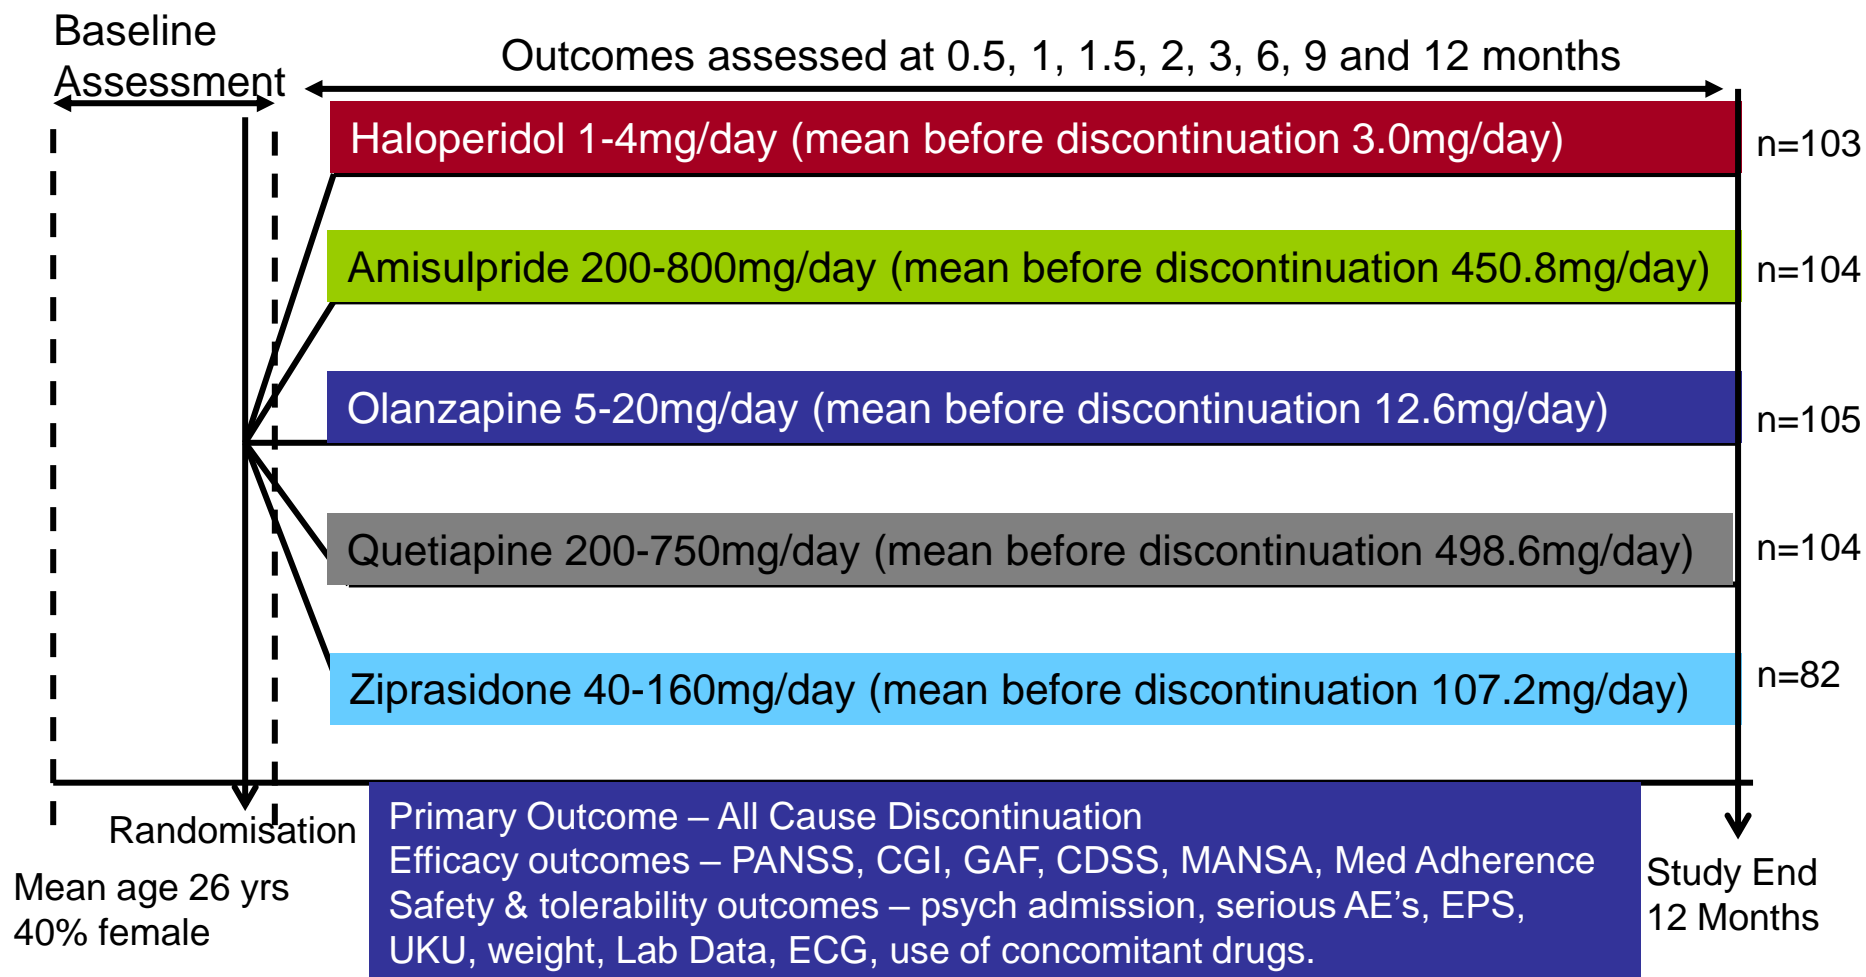 Baseline
Assessment
Outcomes assessed at 0.5, 1, 1.5, 2, 3, 6, 9 and 12 months
Haloperidol 1-4mg/day (mean before discontinuation 3.0mg/day)
n=103
Amisulpride 200-800mg/day (mean before discontinuation 450.8mg/day)
n=104
Olanzapine 5-20mg/day (mean before discontinuation 12.6mg/day)
n=105
Quetiapine 200-750mg/day (mean before discontinuation 498.6mg/day)
n=104
Ziprasidone 40-160mg/day (mean before discontinuation 107.2mg/day)
n=82
Randomisation
Mean age 26 yrs
40% female
Primary Outcome – All Cause Discontinuation
Efficacy outcomes – PANSS, CGI, GAF, CDSS, MANSA, Med Adherence
Safety & tolerability outcomes – psych admission, serious AE's, EPS,
UKU, weight, Lab Data, ECG, use of concomitant drugs.
Study End
12 Months